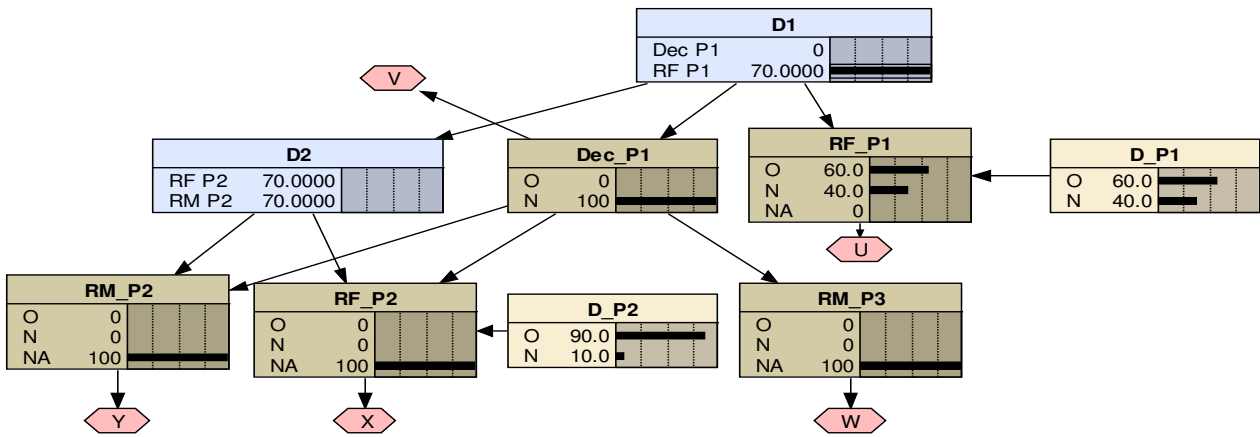 D1
Dec P1 0
RF P1 70.0000
V
D2
RF P2 70.0000
RM P2 70.0000
Dec_P1
O 0
N 100
RF_P1
O 60.0
N 40.0
NA 0
D_P1
O 60.0
N 40.0
U
RM_P2
O 0
N 0
NA 100
RF_P2
O 0
N 0
NA 100
D_P2
O 90.0
N 10.0
RM_P3
O 0
N 0
NA 100
Y
X
W